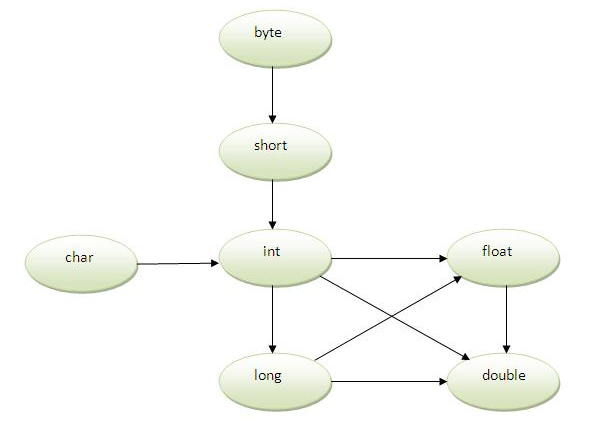 byte
short
char
int
float
long
double